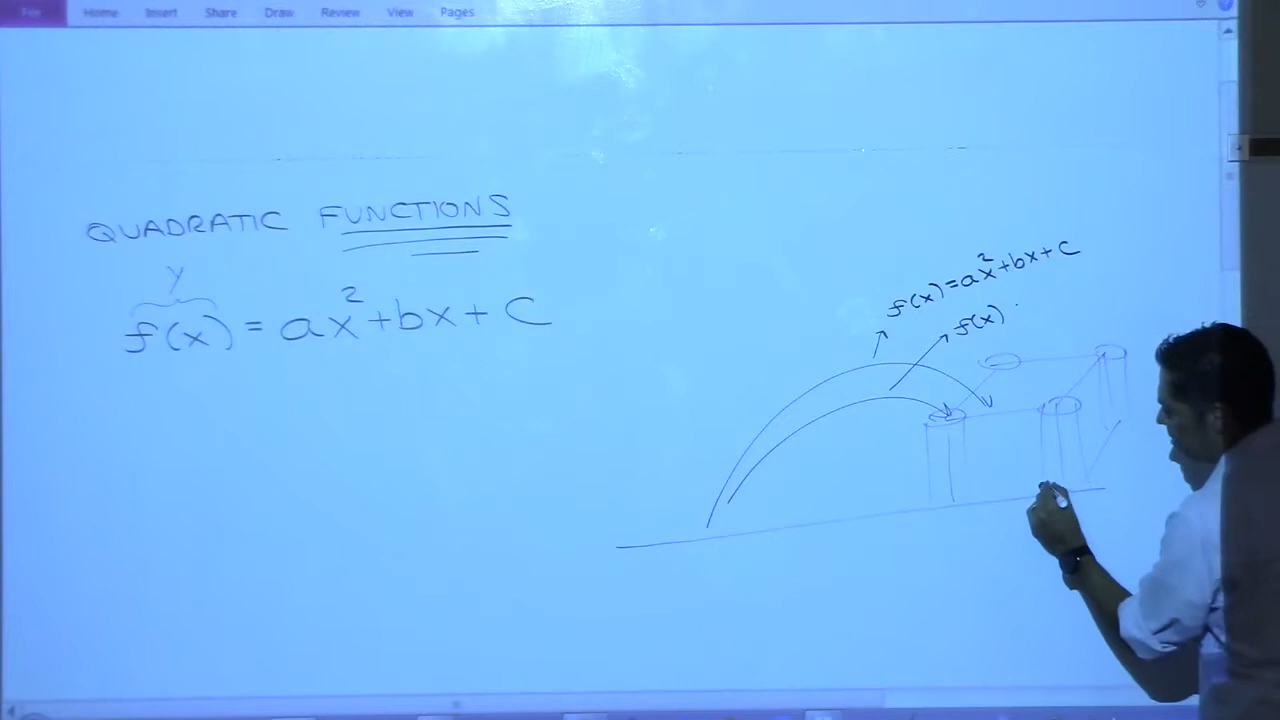 File Home Insert Share Draw Review View Pages
QUADRATIC FUNCTIONS
y
f(x) = ax²+bx+c
f(x)=ax²+bx+c
f(x)